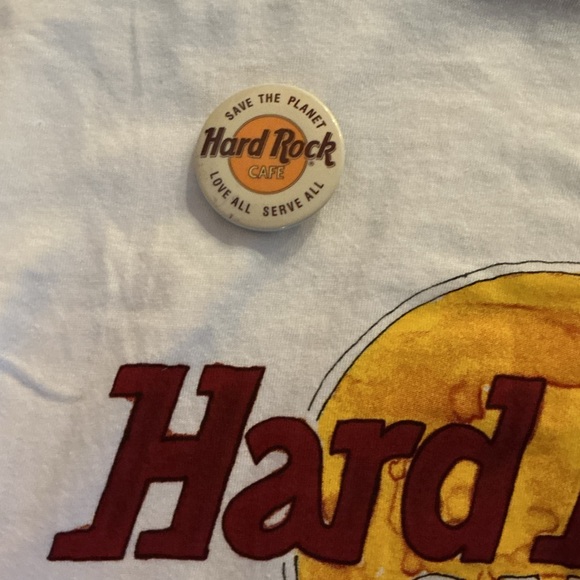 SAVE THE PLANET
Hard Rock
CAFE
LOVE ALL SERVE ALL
Hard